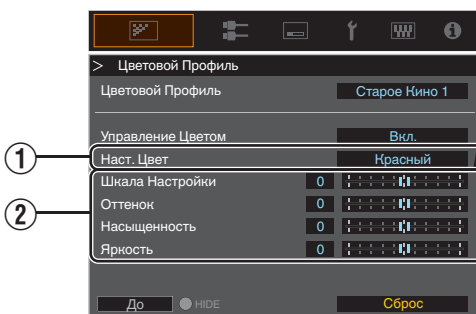 > Цветовой Профиль
Цветовой Профиль Старое Кино 1
Управление Цветом Вкл.
1 Наст. Цвет Красный
Шкала Настройки 0
2 Оттенок 0
Насыщенность 0
Яркость 0
До HIDE Сброс